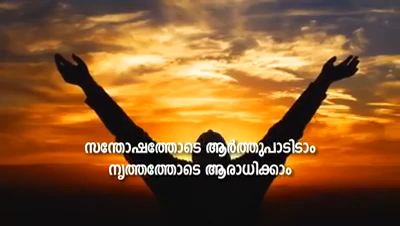 സന്തോഷത്തോടെ ആർത്തുപാടിടാം
നൃത്തത്തോടെ ആരാധിക്കാം